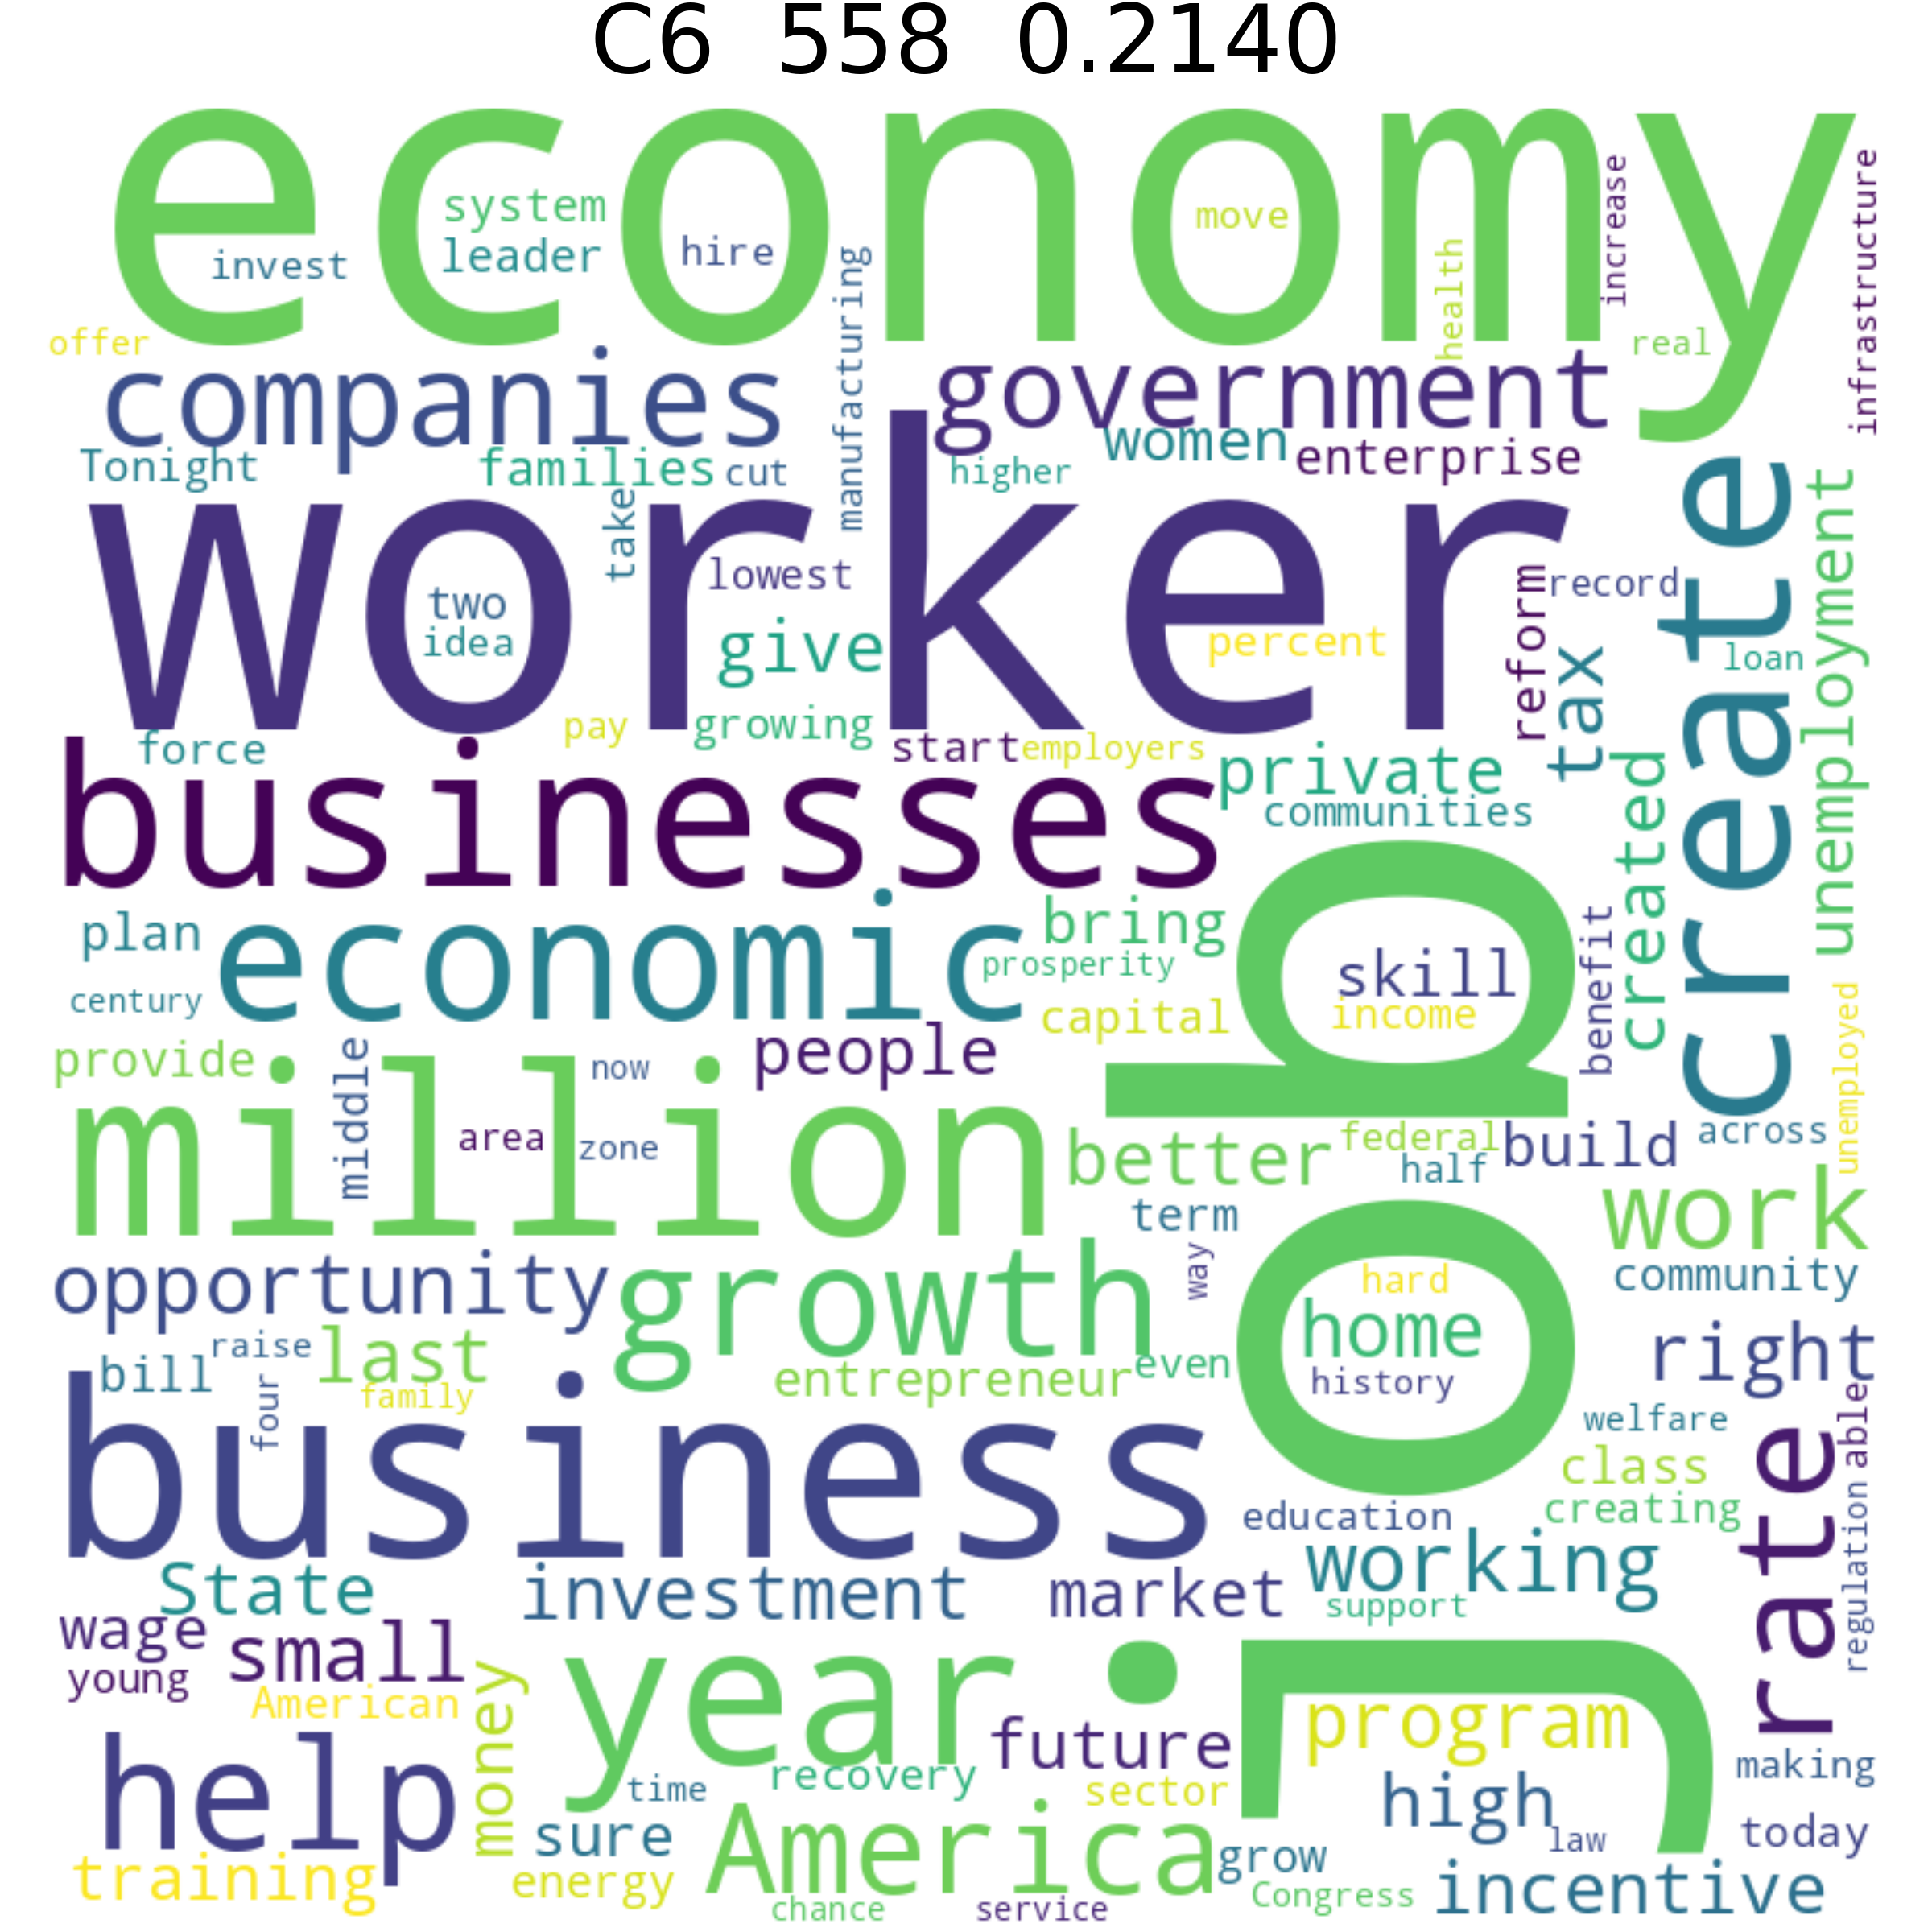 C6 558 0.2140
economy
system
leader
hire
invest
move
health
increase
infrastructure
manufacturing
offer
real
companies
government
Tonight
families
cut
higher
women
enterprise
worker
take
lowest
two
idea
give
percent
reform
record
tax
create
loan
unemployment
force
pay
growing
start
employers
private
communities
created
businesses
job
plan
economic
bring
prosperity
century
capital
skill
income
benefit
provide
middle
now
people
unemployed
million
area
zone
better
federal
half
build
across
term
work
opportunity
growth
way
hard
home
history
community
raise
last
bill
four
family
entrepreneur
even
right
business
welfare
class
creating
able
regulation
rate
education
State
investment
market
working
support
wage
small
young
American
money
year
future
program
help
time
recovery
sector
high
making
sure
law
today
training
energy
America
grow
Congress
incentive
chance
service